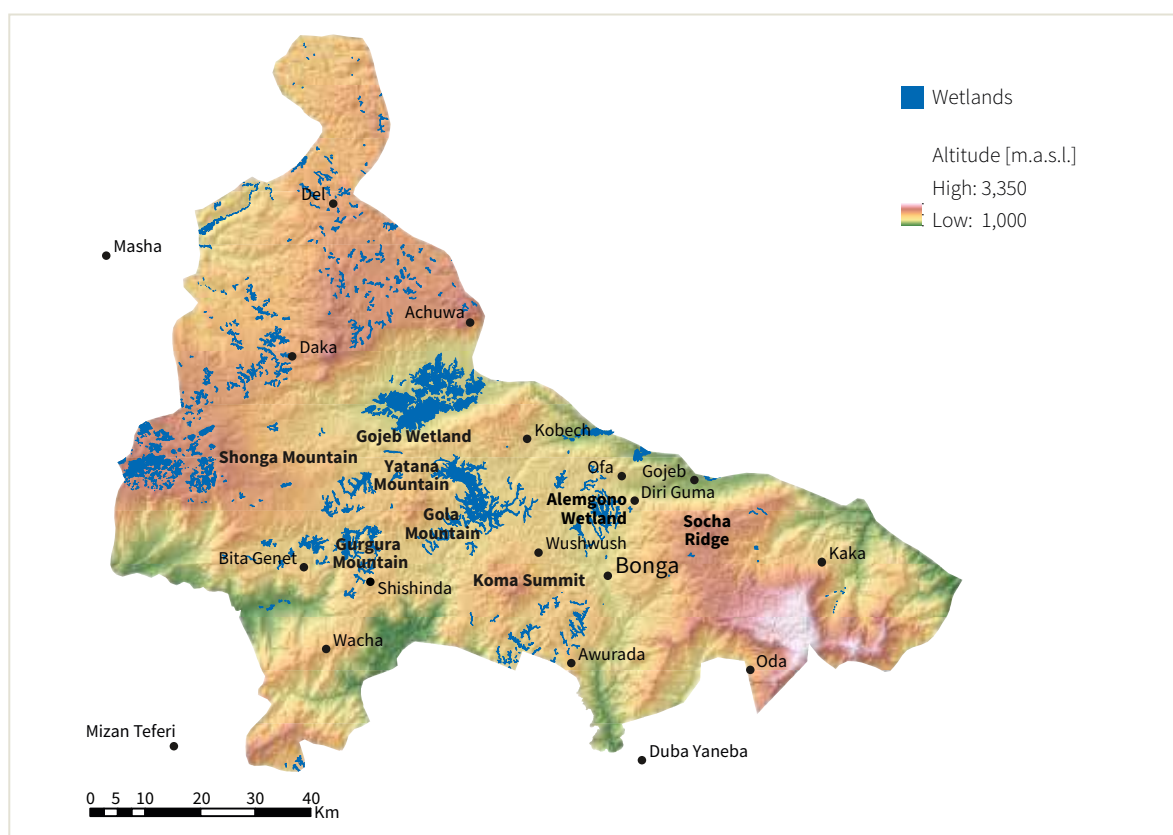 Wetlands
Altitude [m.a.s.l.]
High: 3,350
Low: 1,000
Del
Masha
Achuwa
Daka
Gojeb Wetland
Kobech
Shonga Mountain
Yatana
Mountain
Ofa
Gojeb
Alemgono
Wetland
Diri Guma
Gola
Mountain
Socha
Ridge
Gurgura
Mountain
Wushwush
Kaka
Bita Genet
Bonga
Shishinda
Koma Summit
Wacha
Awurada
Oda
Mizan Teferi
Duba Yaneba
0 5 10 20 30 40
Km